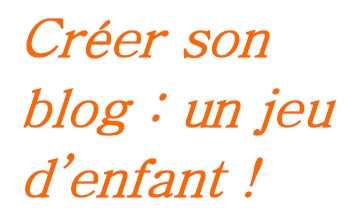 Créer son
blog : un jeu
d'enfant !